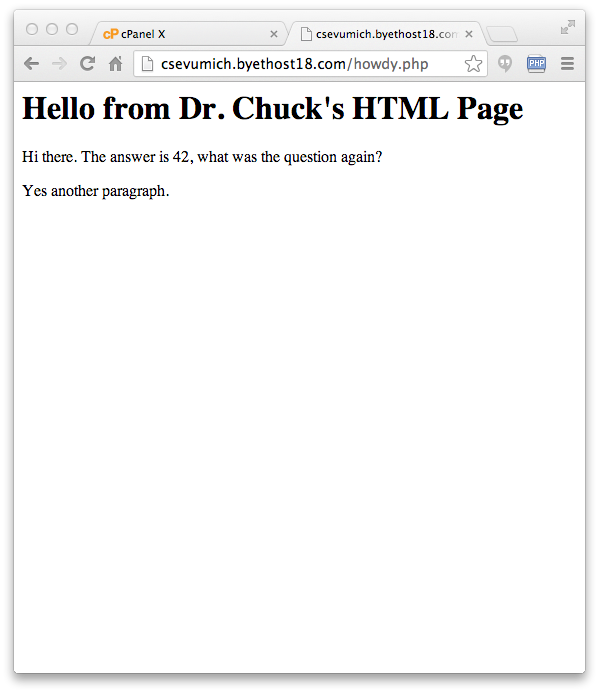 cP cPanel X
csevumich.byethost18.con
csevumich.byethost18.com/howdy.php
PHP
Hello from Dr. Chuck's HTML Page
Hi there. The answer is 42, what was the question again?
Yes another paragraph.